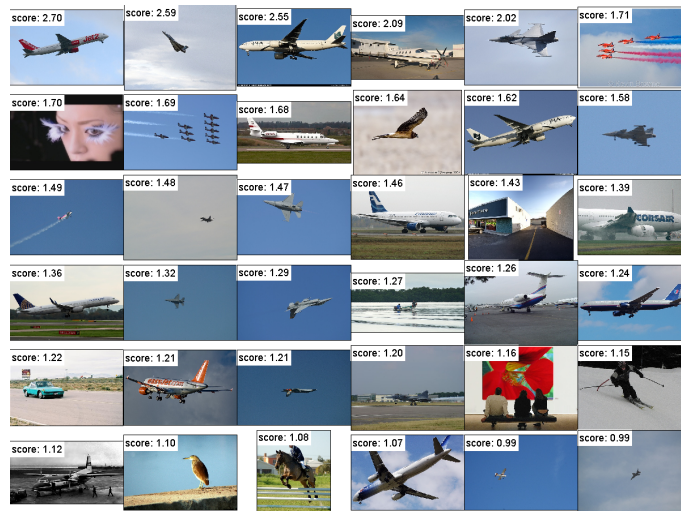 score: 2.70
score: 2.59
score: 2.55
score: 2.09
score: 2.02
score: 1.71
Jet2
PIA
score: 1.70
score: 1.69
score: 1.68
score: 1.64
score: 1.62
score: 1.58
PIA
score: 1.49
score: 1.48
score: 1.47
score: 1.46
score: 1.43
score: 1.39
CORSAIR
score: 1.36
score: 1.32
score: 1.29
score: 1.27
score: 1.26
score: 1.24
score: 1.22
score: 1.21
score: 1.21
score: 1.20
score: 1.16
score: 1.15
score: 1.12
score: 1.10
score: 1.08
score: 1.07
score: 0.99
score: 0.99